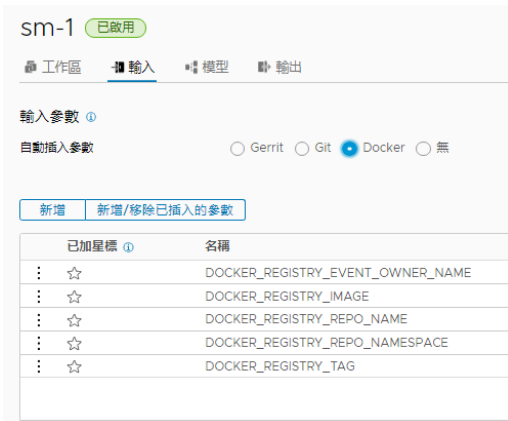 sm-1 已啟用
工作區 輸入 模型 輸出
輸入參數
自動插入參數 Gerrit Git Docker 無
新增 新增/移除已插入的參數
已加星標 名稱
DOCKER_REGISTRY_EVENT_OWNER_NAME
DOCKER_REGISTRY_IMAGE
DOCKER_REGISTRY_REPO_NAME
DOCKER_REGISTRY_REPO_NAMESPACE
DOCKER_REGISTRY_TAG